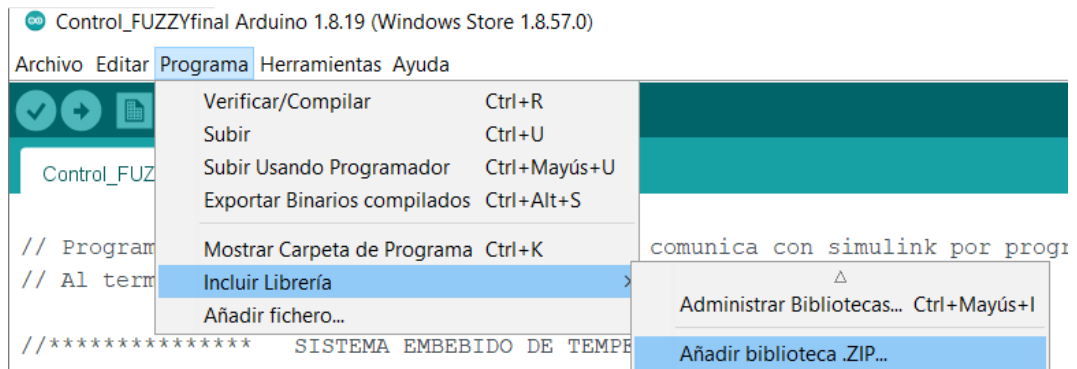 Control_FUZZYfinal Arduino 1.8.19 (Windows Store 1.8.57.0)
Archivo Editar Programa Herramientas Ayuda
Verificar/Compilar Ctrl+R
Subir Ctrl+U
Control_FUZ Subir Usando Programador Ctrl+Mayús+U
Exportar Binarios compilados Ctrl+Alt+S
// Program Mostrar Carpeta de Programa Ctrl+K comunica con simulink por progr
// Al term Incluir Librería
Administrar Bibliotecas... Ctrl+Mayús+I
Añadir fichero...
//*************** SISTEMA EMBEBIDO DE TEMPE Añadir biblioteca .ZIP...